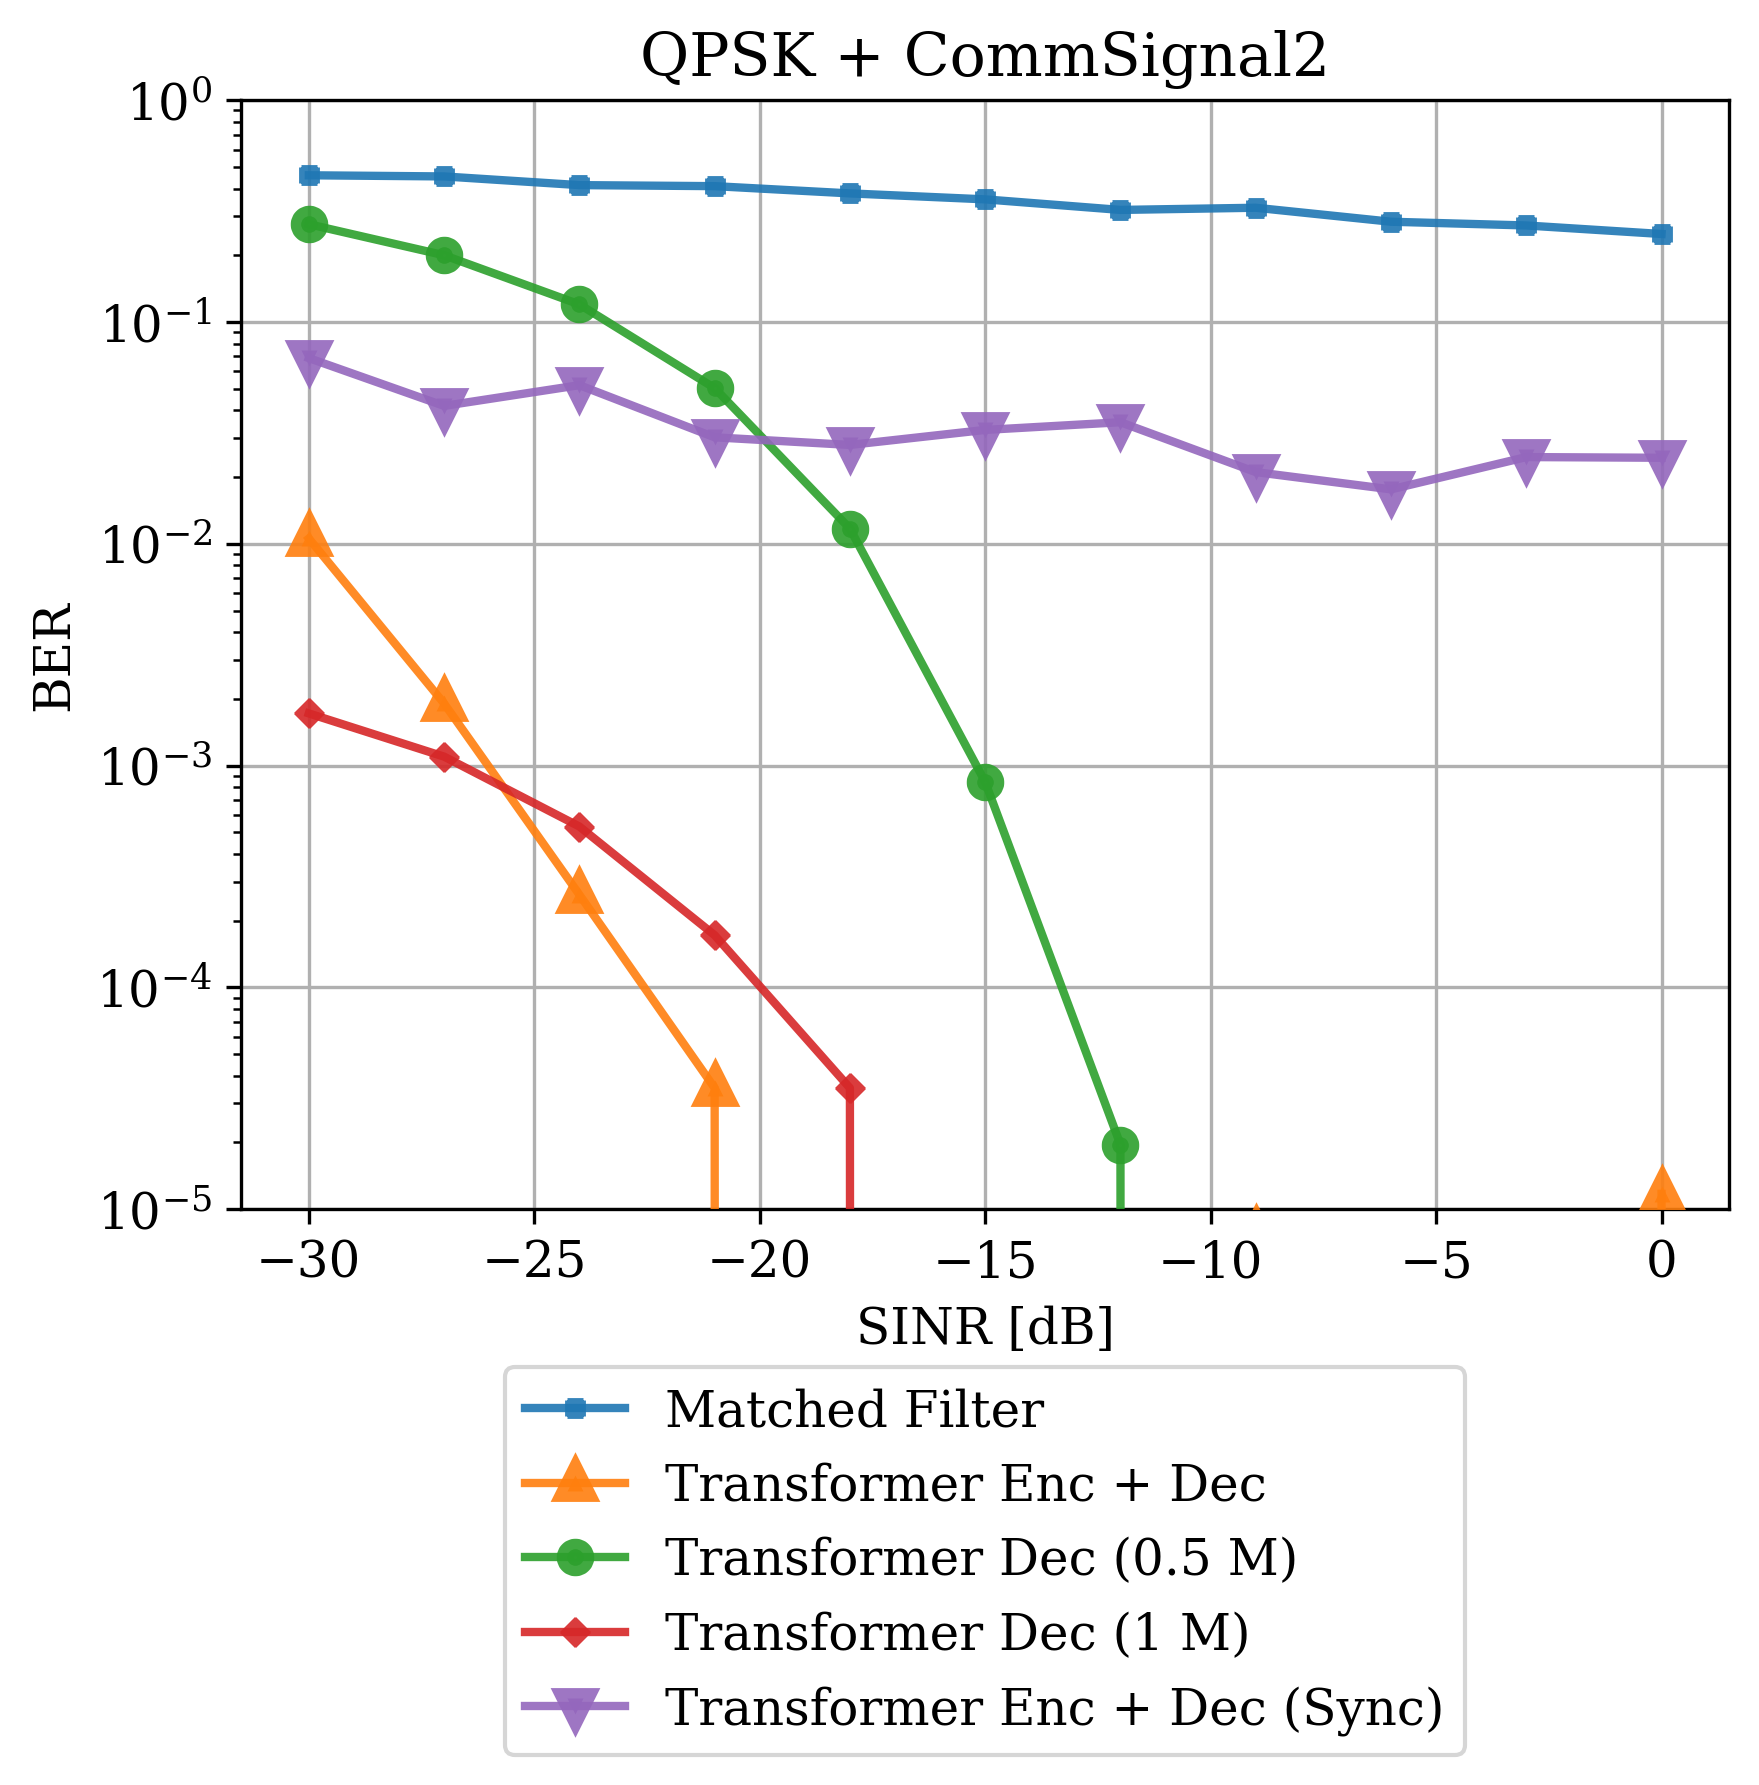 QPSK + CommSignal2
10⁰
10⁻¹
10⁻²
10⁻³
10⁻⁴
10⁻⁵
BER
−30 −25 −20 −15 −10 −5 0
SINR [dB]
Matched Filter
Transformer Enc + Dec
Transformer Dec (0.5 M)
Transformer Dec (1 M)
Transformer Enc + Dec (Sync)